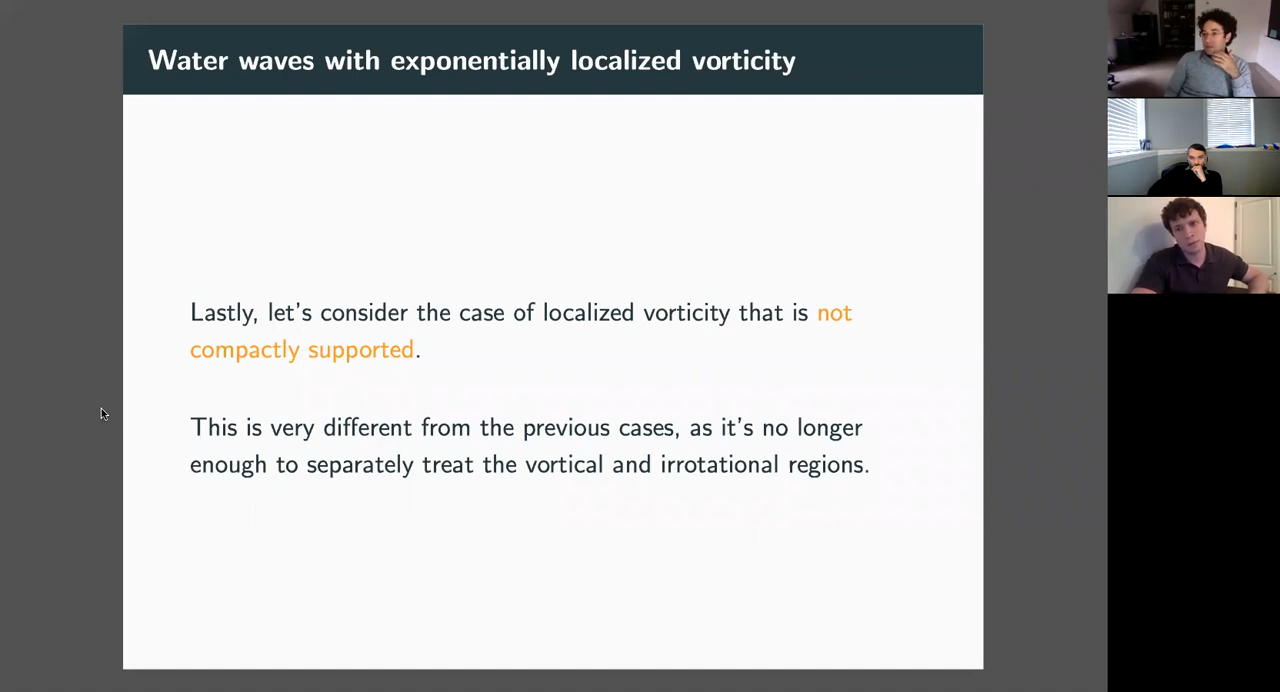 Water waves with exponentially localized vorticity
Lastly, let's consider the case of localized vorticity that is not
compactly supported.
This is very different from the previous cases, as it's no longer
enough to separately treat the vortical and irrotational regions.